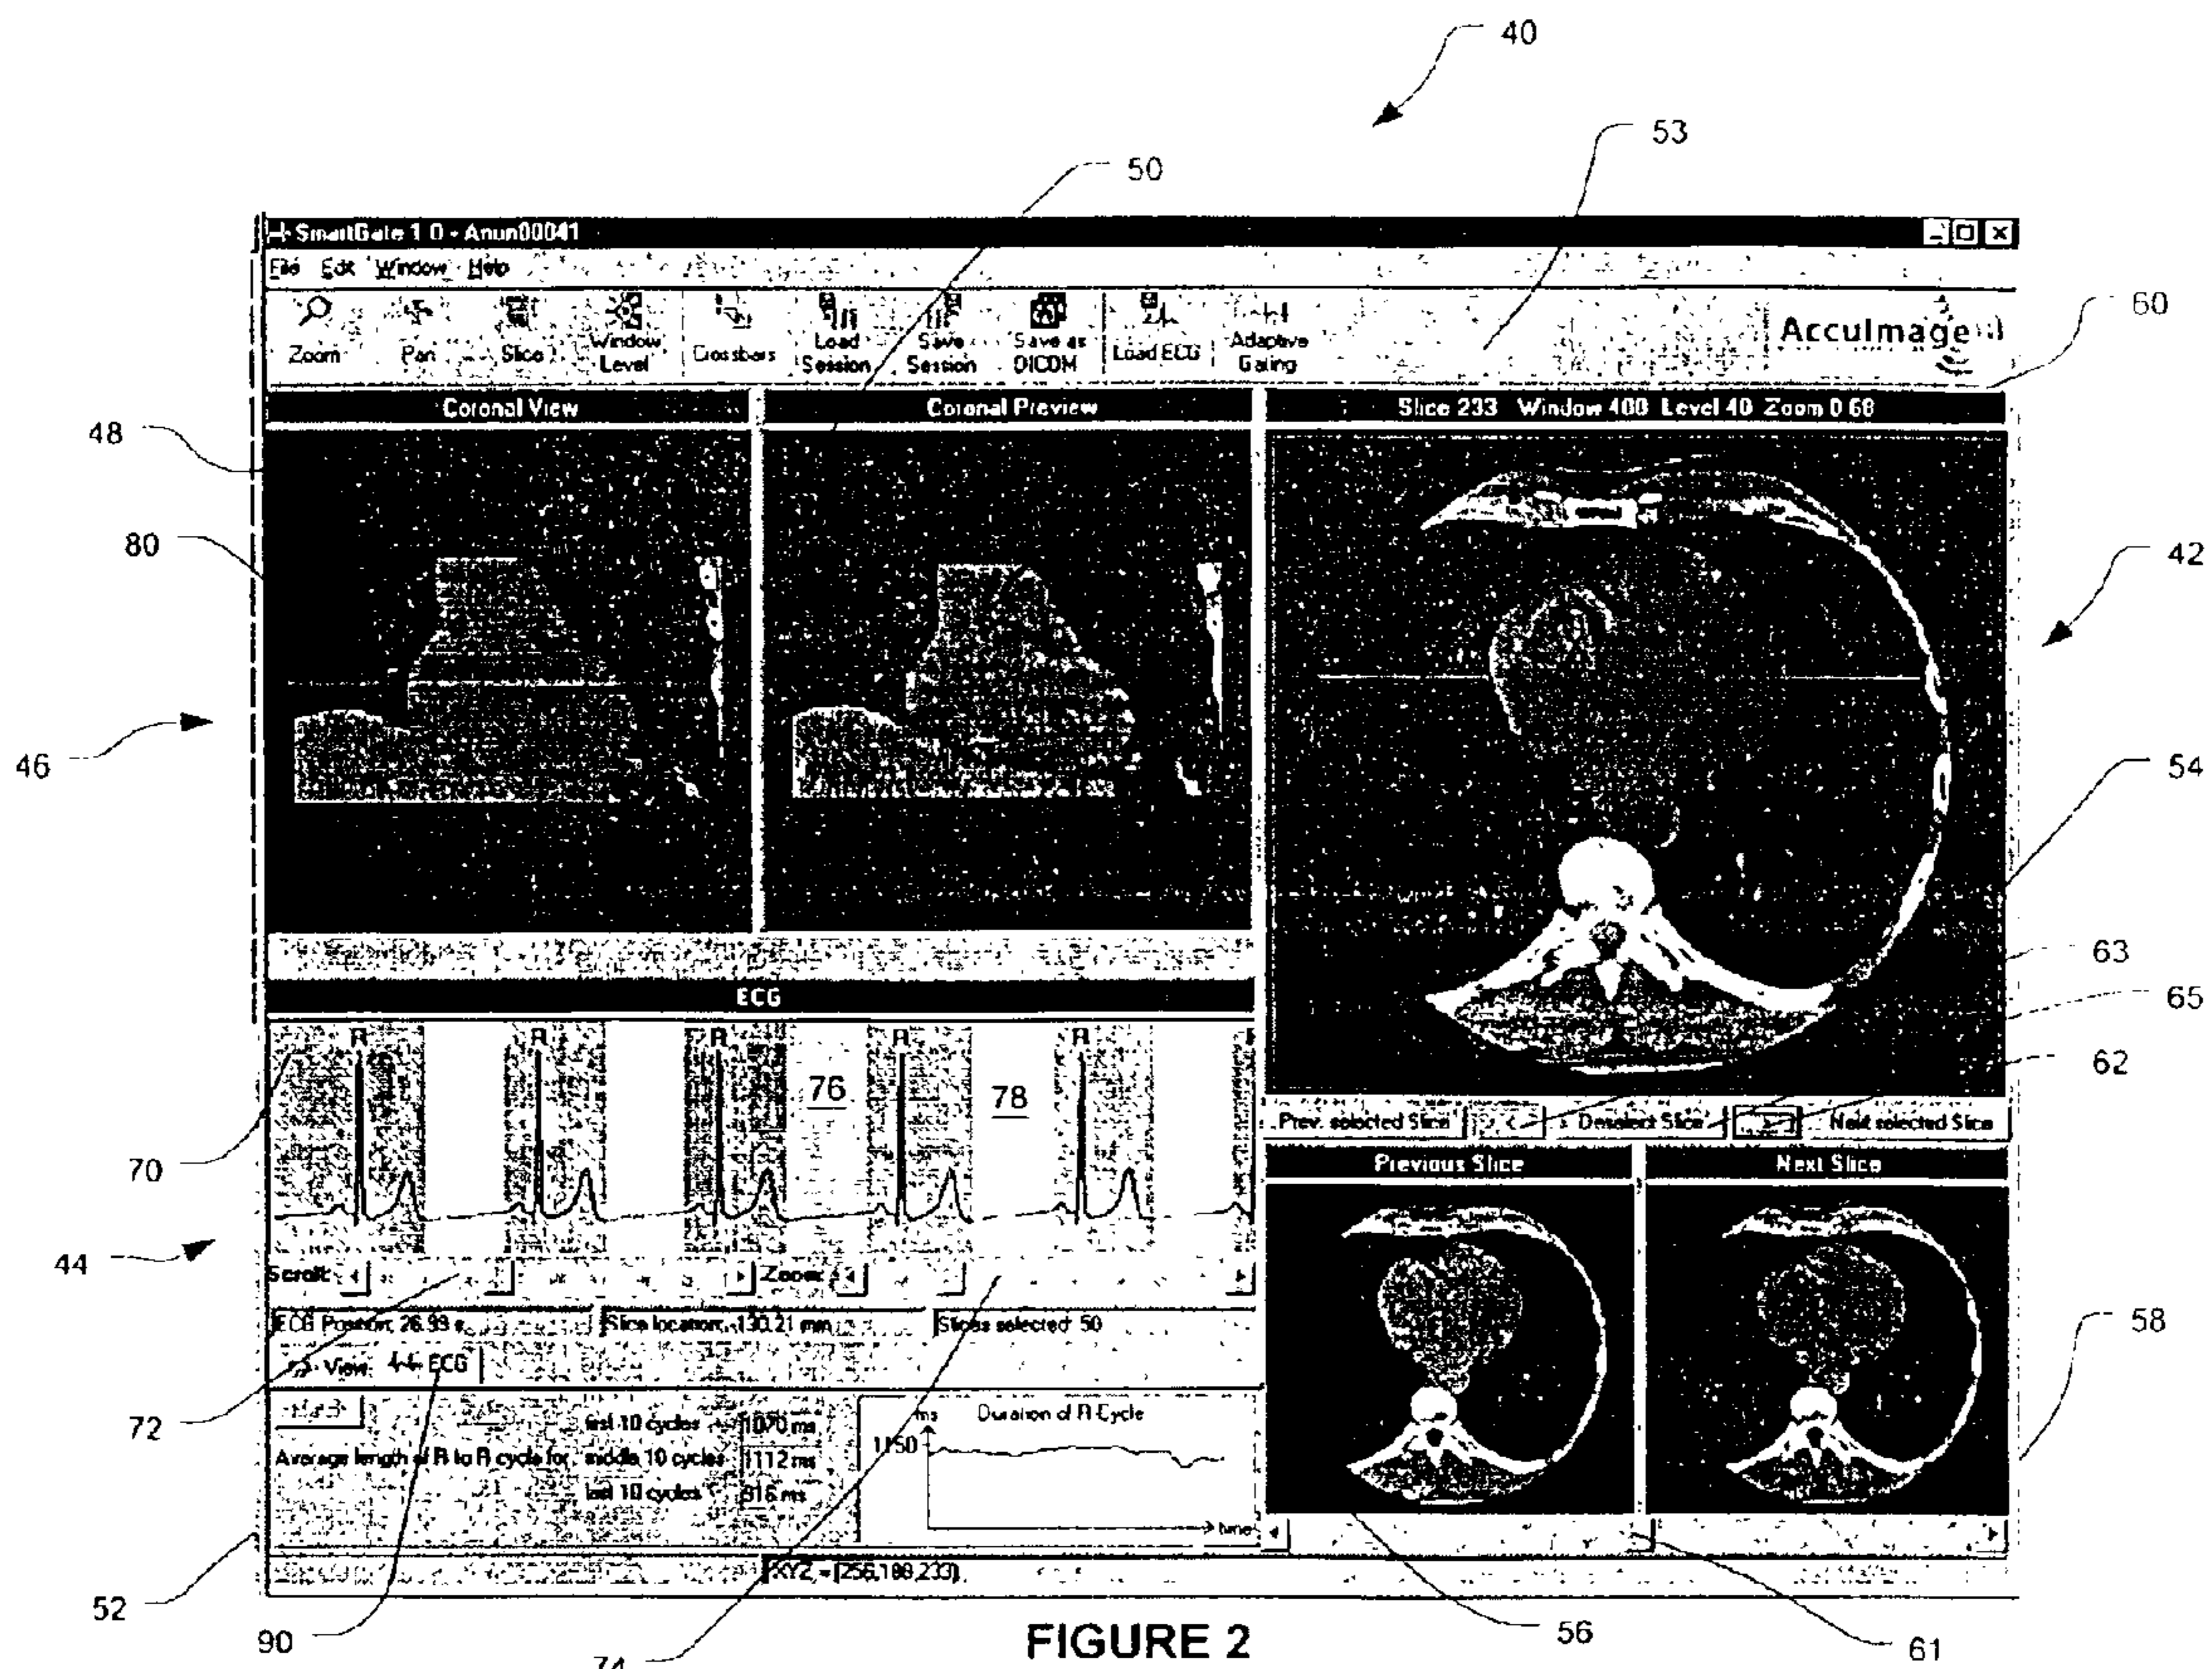 40
53
50
SmartGate 1.0 - Anun00041
File Edit Window Help
60
Zoom
Pan
Slice
Window Level
Crossbars
Load Session
Save Session
Save as DICOM
Load ECG
Adaptive Gating
AccuImage
Coronal View
Coronal Preview
Slice 233 Window 400 Level 40 Zoom 0.68
48
80
42
46
54
63
65
62
ECG
R R R R R
76
78
70
Prev. selected Slice
<
Deselect Slice
>
Next selected Slice
Previous Slice
Next Slice
44
Scroll:
Zoom:
ECG Position: 26.99 s
Slice location: -130.21 mm
Slices selected: 50
58
View
ECG
72
Average length of R to R cycle for:
first 10 cycles 1070 ms
middle 10 cycles 1112 ms
last 10 cycles 916 ms
Duration of R Cycle
ms
1150
time
XYZ = (256,198,233)
52
90
74
56
61
FIGURE 2